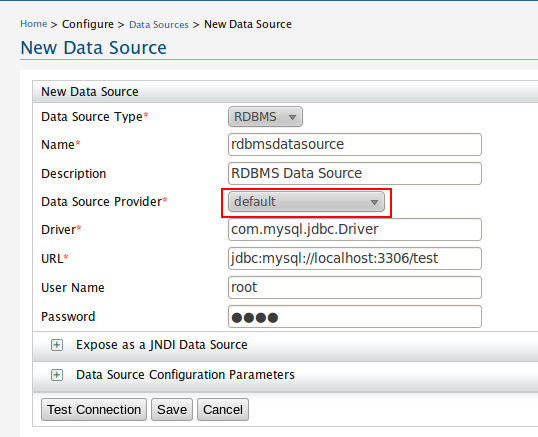 Home > Configure > Data Sources > New Data Source
New Data Source
New Data Source
Data Source Type* RDBMS
Name* rdbmsdatasource
Description RDBMS Data Source
Data Source Provider* default
Driver* com.mysql.jdbc.Driver
URL* jdbc:mysql://localhost:3306/test
User Name root
Password ●●●●
Expose as a JNDI Data Source
Data Source Configuration Parameters
Test Connection Save Cancel